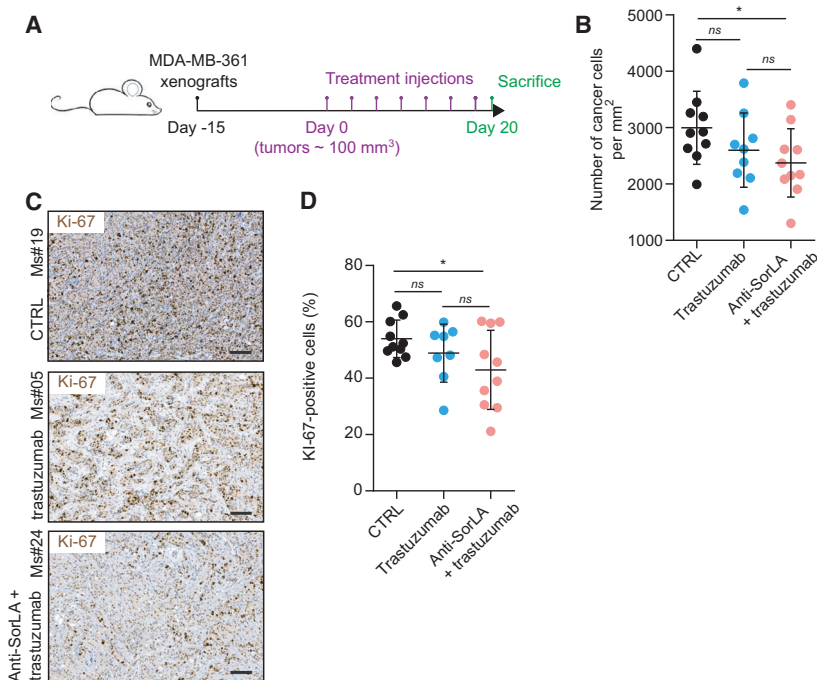 A
MDA-MB-361
xenografts
Treatment injections
Sacrifice
Day -15
Day 0
(tumors ~ 100 mm³)
Day 20
B
Number of cancer cells
per mm²
5000
4000
3000
2000
1000
*
ns
ns
CTRL
Trastuzumab
Anti-SorLA
+ trastuzumab
C
Ki-67
CTRL Ms#19
Ki-67
trastuzumab Ms#05
Ki-67
Anti-SorLA +
trastuzumab Ms#24
D
KI-67-positive cells (%)
80
60
40
20
0
*
ns
ns
CTRL
Trastuzumab
Anti-SorLA
+ trastuzumab